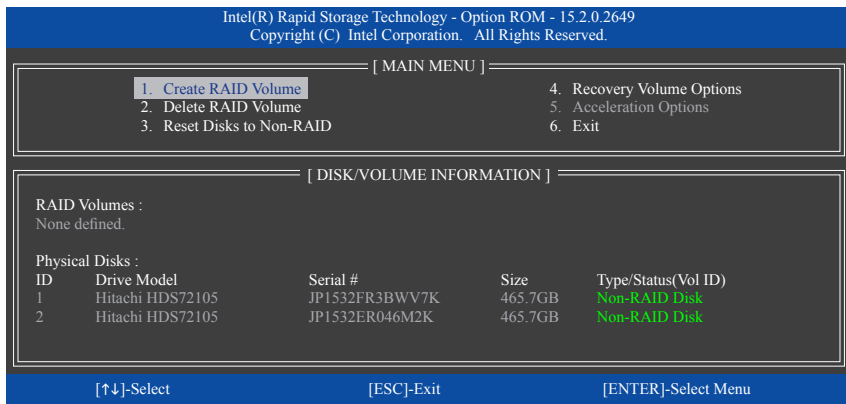 Intel(R) Rapid Storage Technology - Option ROM - 15.2.0.2649
Copyright (C) Intel Corporation. All Rights Reserved.
[ MAIN MENU ]
1. Create RAID Volume
2. Delete RAID Volume
3. Reset Disks to Non-RAID
4. Recovery Volume Options
5. Acceleration Options
6. Exit
[ DISK/VOLUME INFORMATION ]
RAID Volumes :
None defined.
Physical Disks :
ID Drive Model Serial # Size Type/Status(Vol ID)
1 Hitachi HDS72105 JP1532FR3BWV7K 465.7GB Non-RAID Disk
2 Hitachi HDS72105 JP1532ER046M2K 465.7GB Non-RAID Disk
[↑↓]-Select [ESC]-Exit [ENTER]-Select Menu